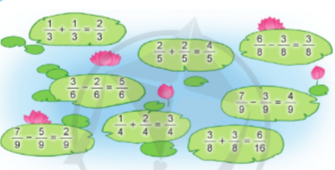 1/3 + 1/3 = 2/3
2/5 + 2/5 = 4/5
6/8 − 3/8 = 3/8
3/6 − 2/6 = 5/6
7/9 − 3/9 = 4/9
7/9 − 5/9 = 2/9
1/4 + 2/4 = 3/4
3/8 + 3/8 = 6/16